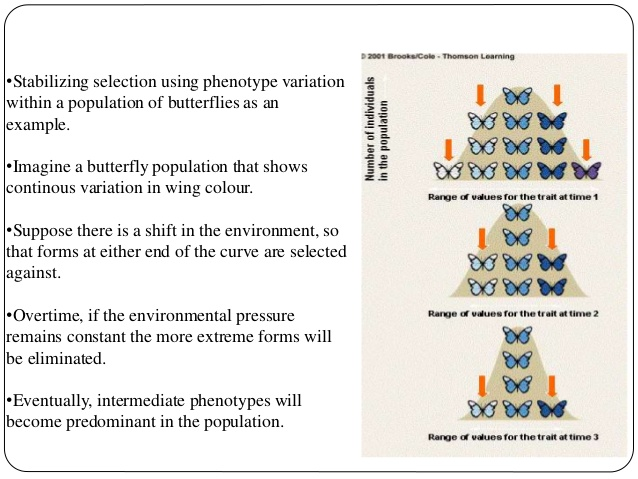 •Stabilizing selection using phenotype variation
within a population of butterflies as an
example.
•Imagine a butterfly population that shows
continous variation in wing colour.
•Suppose there is a shift in the environment, so
that forms at either end of the curve are selected
against.
•Overtime, if the environmental pressure
remains constant the more extreme forms will
be eliminated.
•Eventually, intermediate phenotypes will
become predominant in the population.
© 2001 Brooks/Cole - Thomson Learning
Number of individuals
in the population
Range of values for the trait at time 1
Range of values for the trait at time 2
Range of values for the trait at time 3